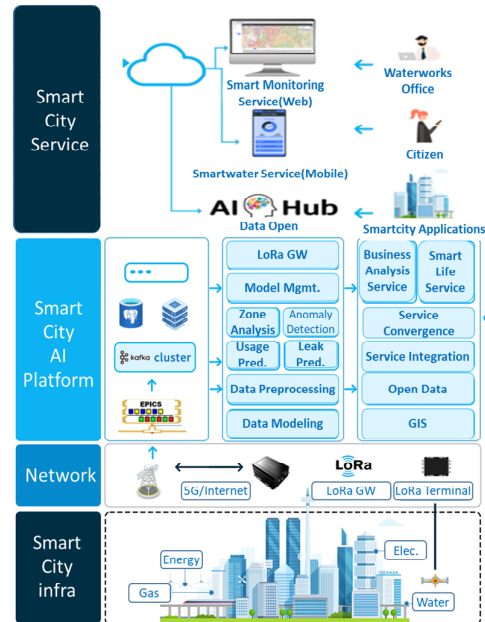 Smart
City
Service
Smart Monitoring
Service(Web)
Waterworks
Office
Smartwater Service(Mobile)
Citizen
AI Hub
Data Open
Smartcity Applications
Smart
City
AI
Platform
kafka cluster
EPICS
LoRa GW
Model Mgmt.
Zone
Analysis
Anomaly
Detection
Usage
Pred.
Leak
Pred.
Data Preprocessing
Data Modeling
Business
Analysis
Service
Smart
Life
Service
Service
Convergence
Service Integration
Open Data
GIS
Network
5G/Internet
LoRa
LoRa GW
LoRa Terminal
Smart
City
infra
Energy
Gas
Elec.
Water